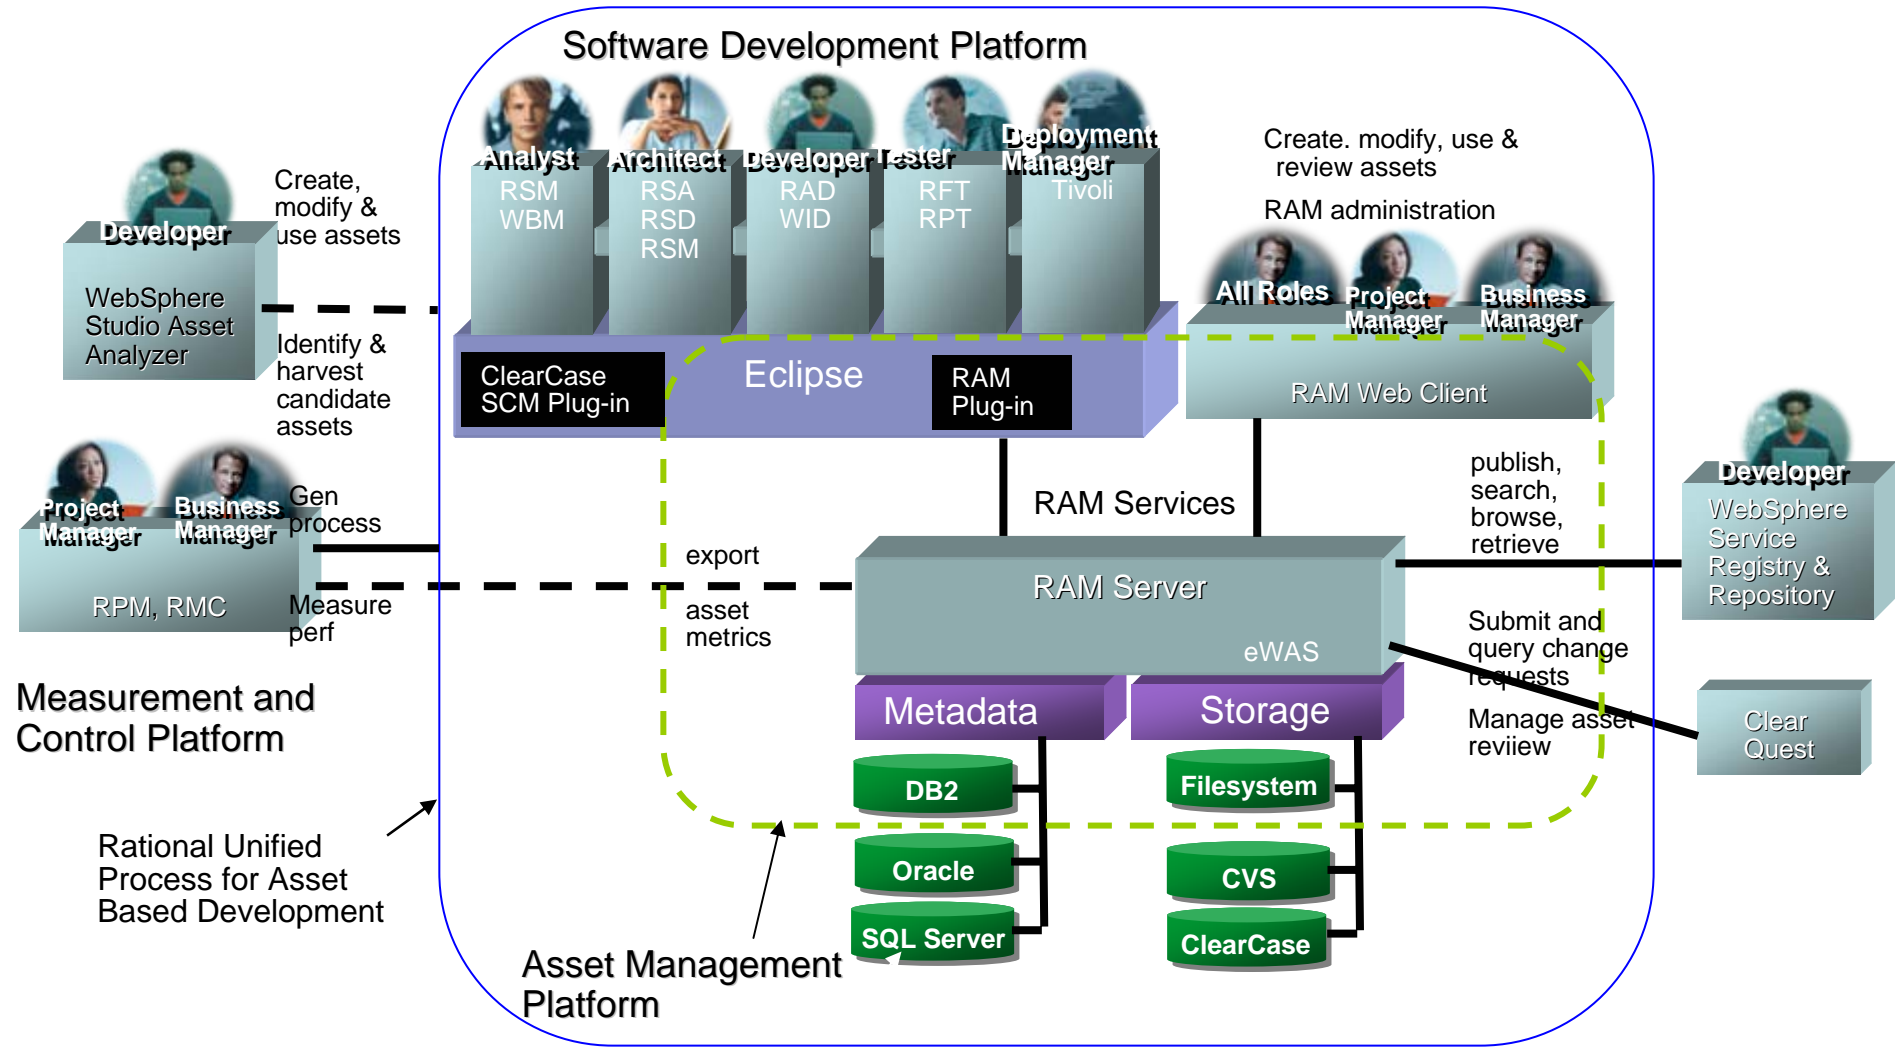 Software Development Platform
Analyst
RSM
WBM
Architect
RSA
RSD
RSM
Developer
RAD
WID
Tester
RFT
RPT
Deployment
Manager
Tivoli
Create. modify, use &
review assets
RAM administration
Developer
WebSphere
Studio Asset
Analyzer
Create,
modify &
use assets
Identify &
harvest
candidate
assets
All Roles
Project
Manager
Business
Manager
RAM Web Client
ClearCase
SCM Plug-in
Eclipse
RAM
Plug-in
Project
Manager
Business
Manager
RPM, RMC
Gen
process
Measure
perf
export
asset
metrics
RAM Services
RAM Server
eWAS
publish,
search,
browse,
retrieve
Developer
WebSphere
Service
Registry &
Repository
Submit and
query change
requests
Manage asset
reviiew
Clear
Quest
Measurement and
Control Platform
Metadata
Storage
DB2
Oracle
SQL Server
Filesystem
CVS
ClearCase
Rational Unified
Process for Asset
Based Development
Asset Management
Platform